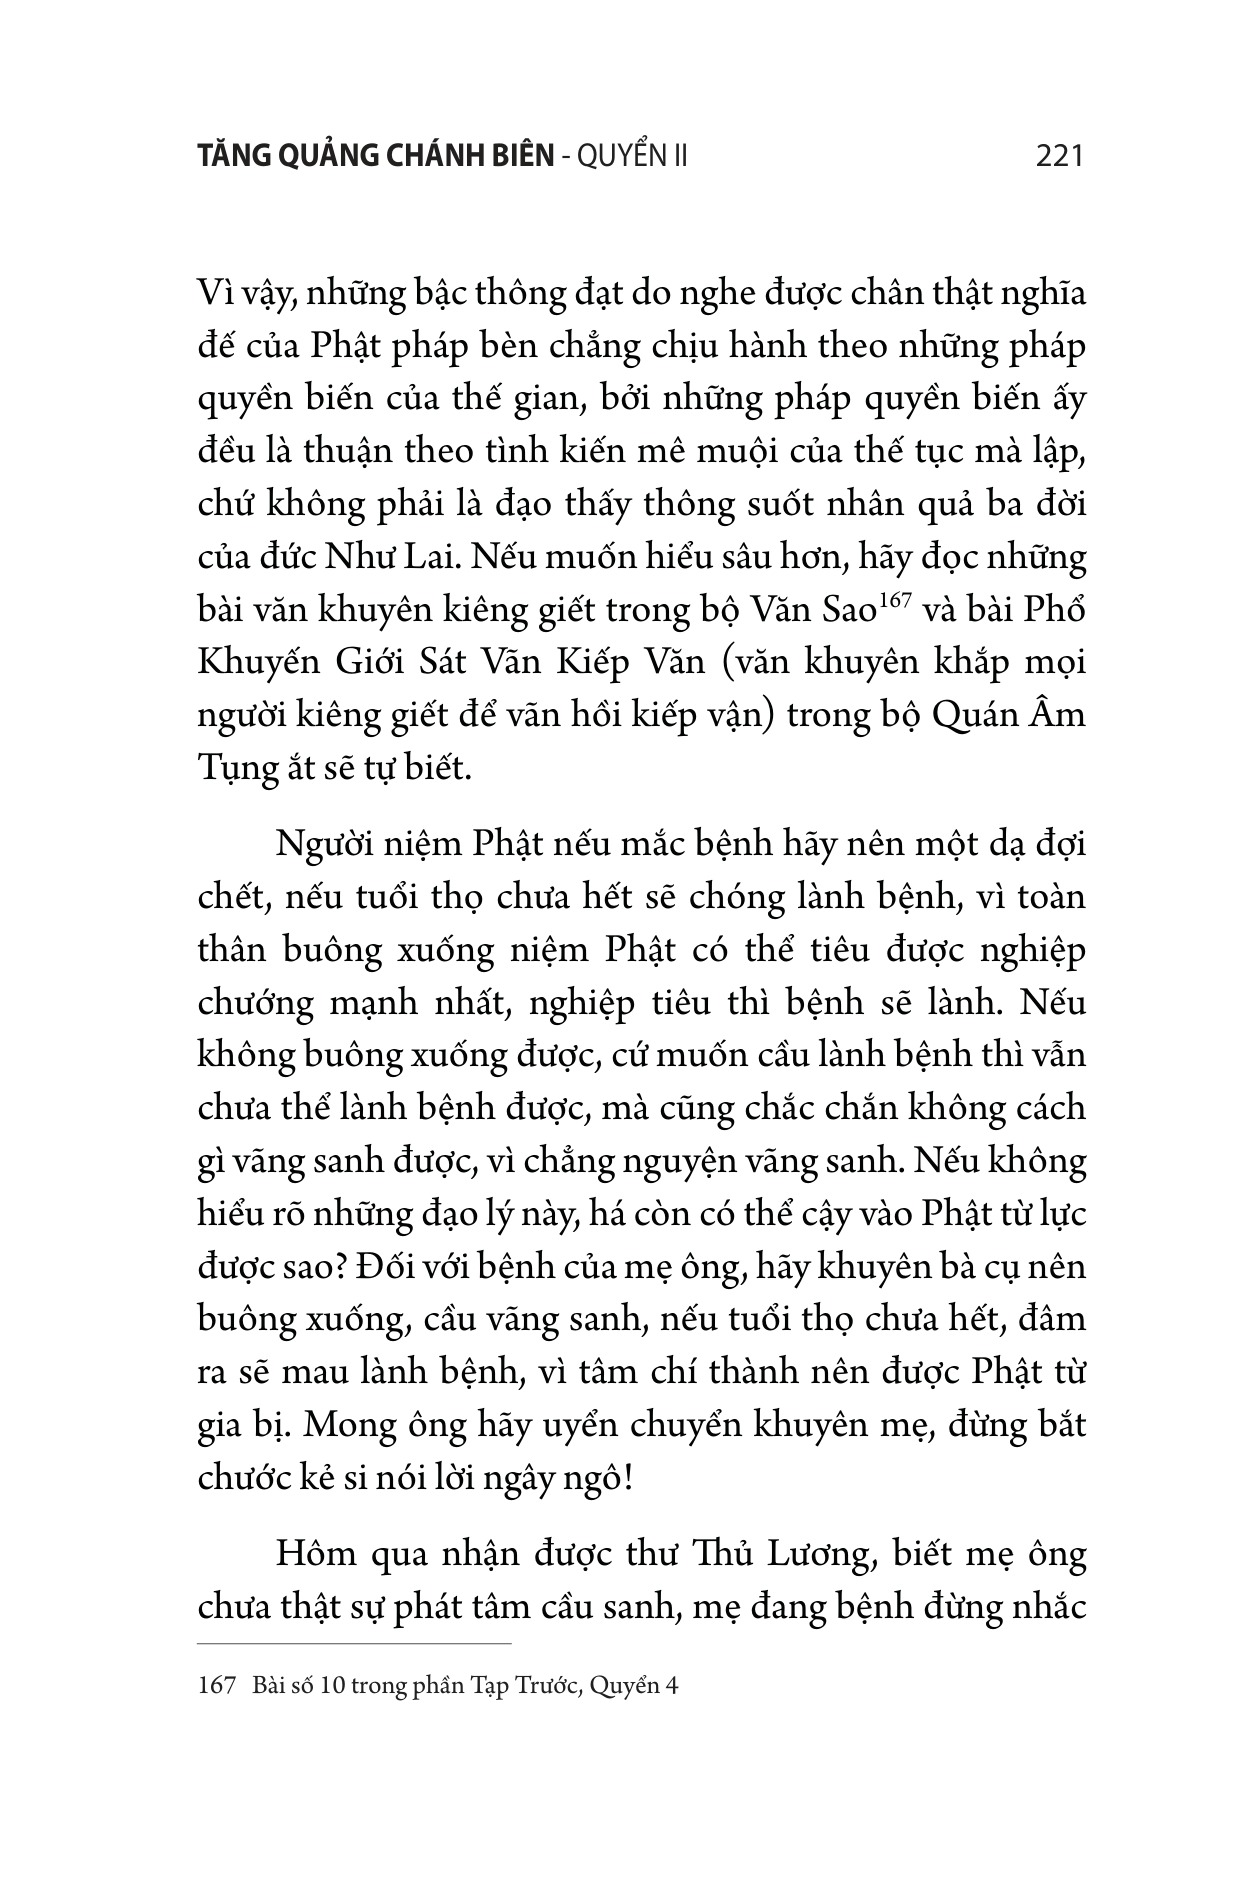 TĂNG QUẢNG CHÁNH BIÊN - QUYỂN II 221
Vì vậy, những bậc thông đạt do nghe được chân thật nghĩa
đế của Phật pháp bèn chẳng chịu hành theo những pháp
quyền biến của thế gian, bởi những pháp quyền biến ấy
đều là thuận theo tình kiến mê muội của thế tục mà lập,
chứ không phải là đạo thấy thông suốt nhân quả ba đời
của đức Như Lai. Nếu muốn hiểu sâu hơn, hãy đọc những
bài văn khuyên kiêng giết trong bộ Văn Sao167 và bài Phổ
Khuyến Giới Sát Vãn Kiếp Văn (văn khuyên khắp mọi
người kiêng giết để vãn hồi kiếp vận) trong bộ Quán Âm
Tụng ắt sẽ tự biết.
Người niệm Phật nếu mắc bệnh hãy nên một dạ đợi
chết, nếu tuổi thọ chưa hết sẽ chóng lành bệnh, vì toàn
thân buông xuống niệm Phật có thể tiêu được nghiệp
chướng mạnh nhất, nghiệp tiêu thì bệnh sẽ lành. Nếu
không buông xuống được, cứ muốn cầu lành bệnh thì vẫn
chưa thể lành bệnh được, mà cũng chắc chắn không cách
gì vãng sanh được, vì chẳng nguyện vãng sanh. Nếu không
hiểu rõ những đạo lý này, há còn có thể cậy vào Phật từ lực
được sao? Đối với bệnh của mẹ ông, hãy khuyên bà cụ nên
buông xuống, cầu vãng sanh, nếu tuổi thọ chưa hết, đâm
ra sẽ mau lành bệnh, vì tâm chí thành nên được Phật từ
gia bị. Mong ông hãy uyển chuyển khuyên mẹ, đừng bắt
chước kẻ si nói lời ngây ngô!
Hôm qua nhận được thư Thủ Lương, biết mẹ ông
chưa thật sự phát tâm cầu sanh, mẹ đang bệnh đừng nhắc
167 Bài số 10 trong phần Tạp Trước, Quyển 4